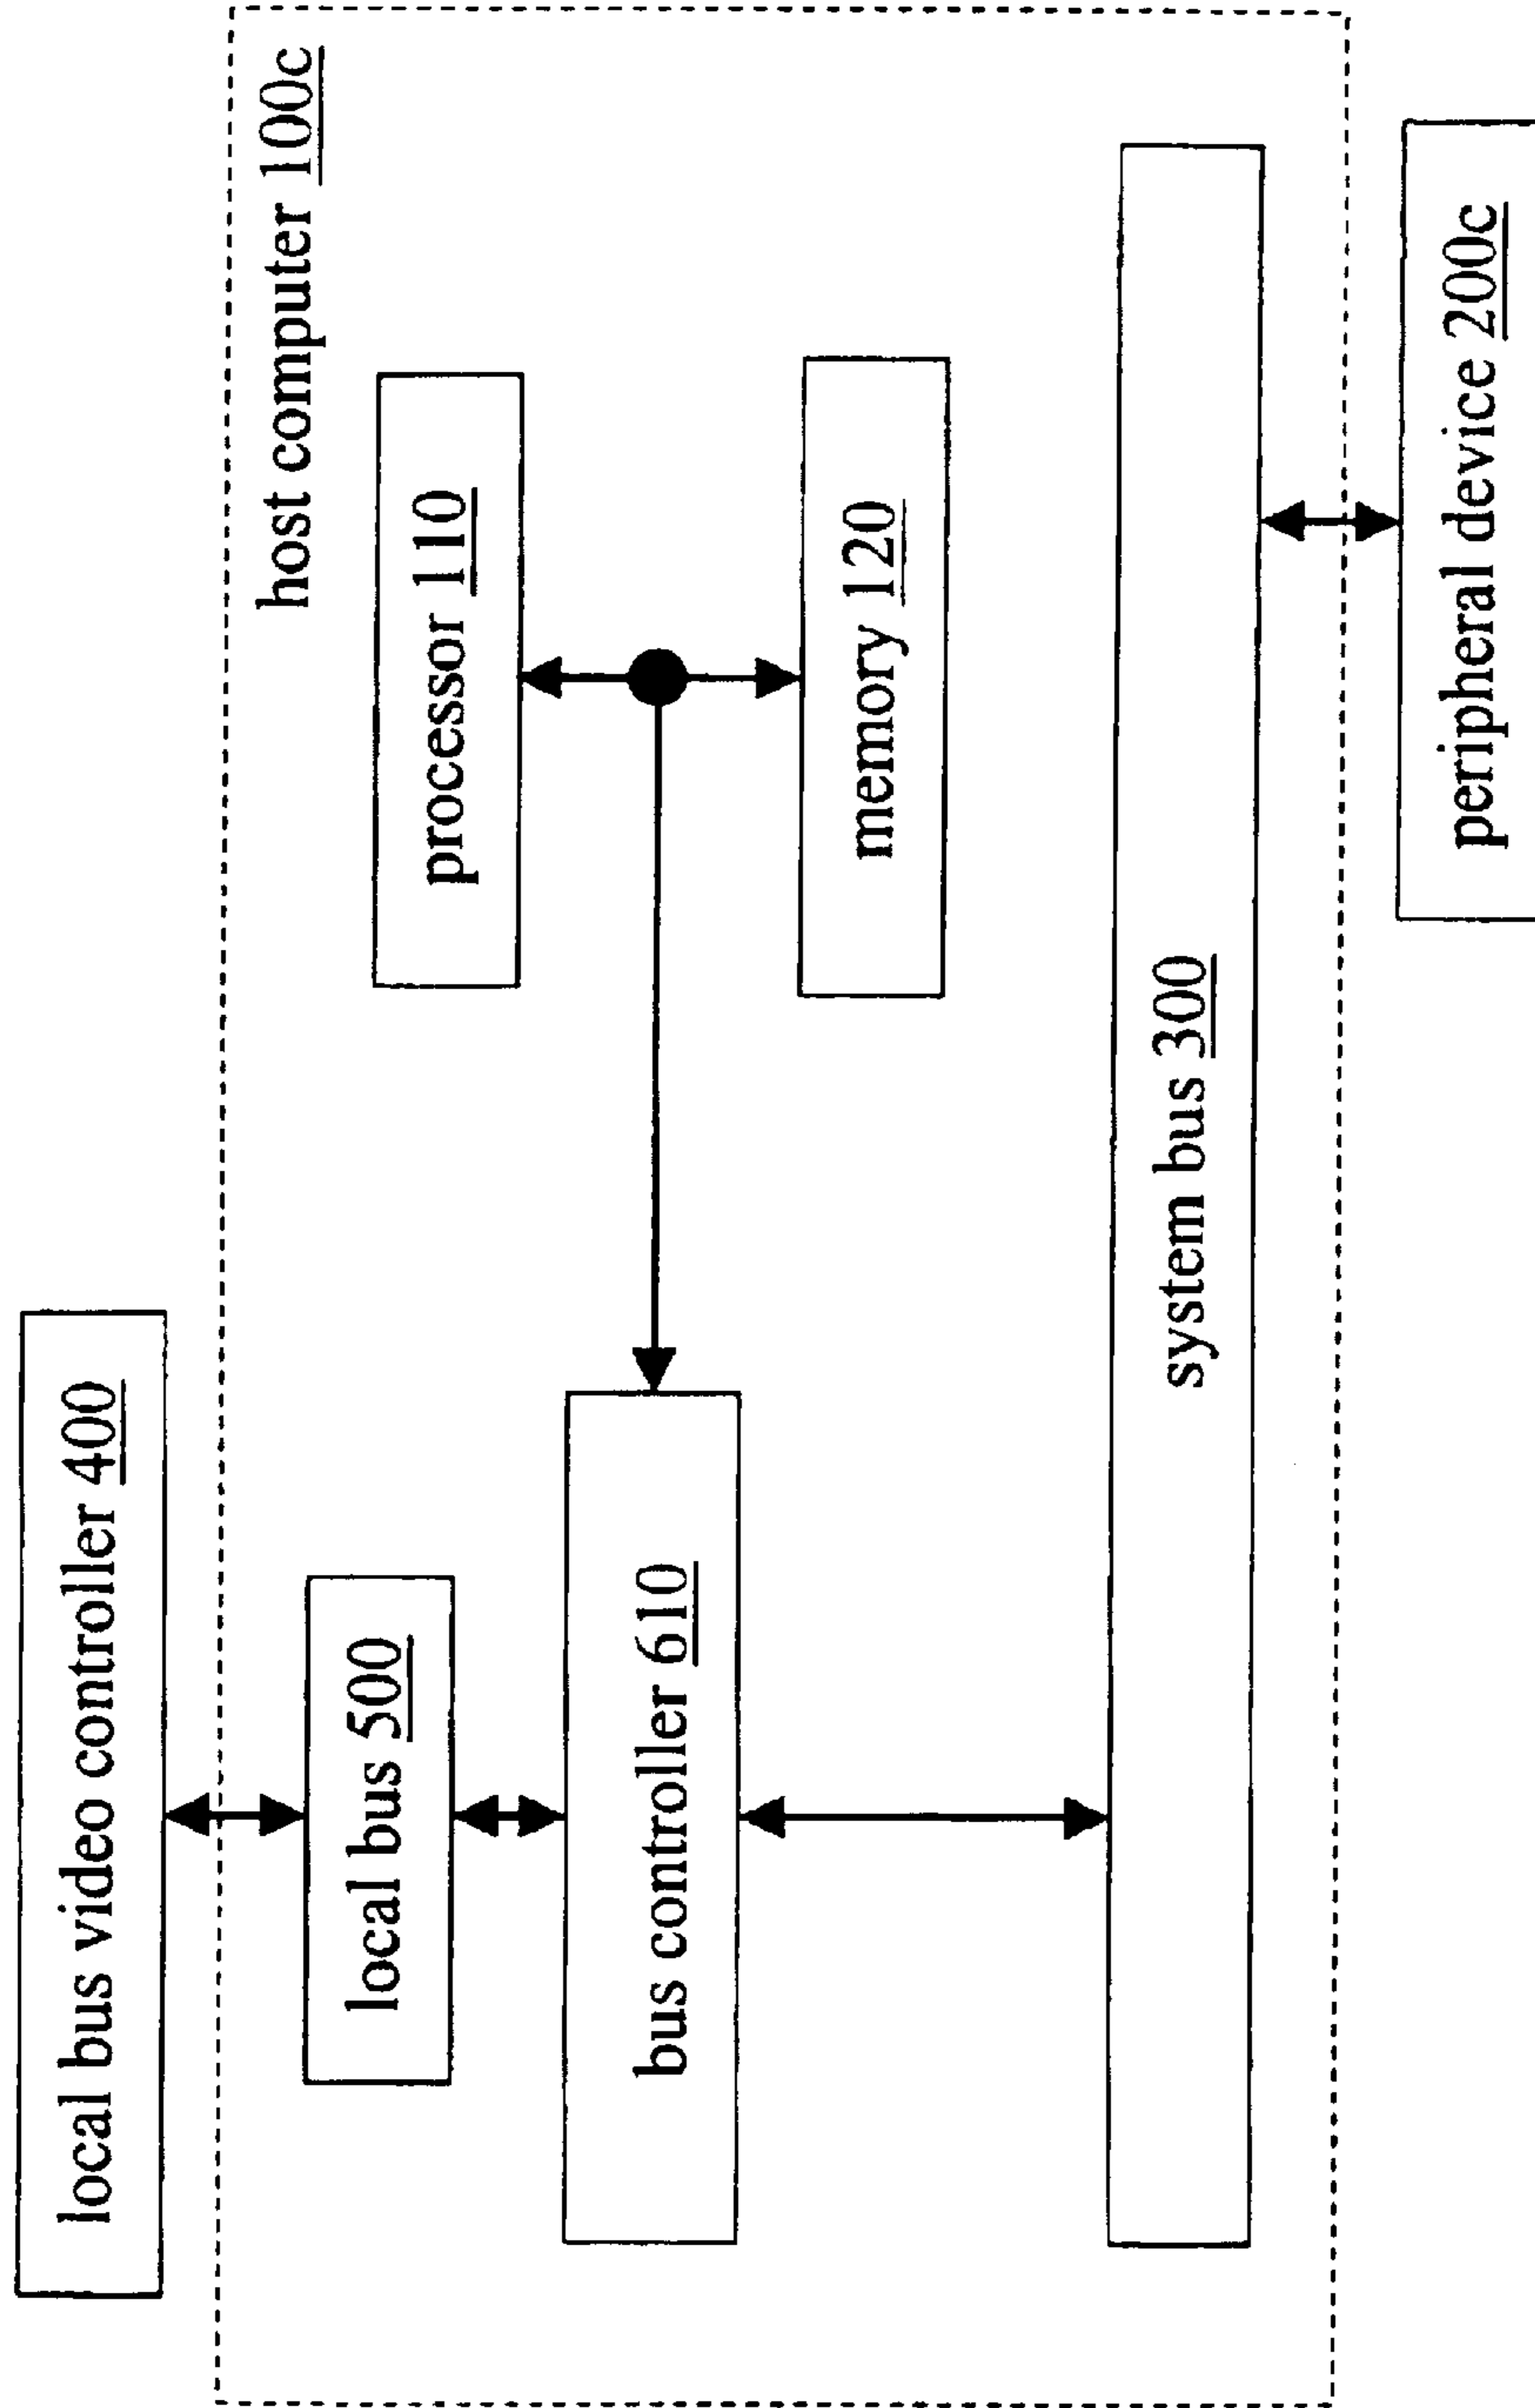 local bus video controller 400
host computer 100c
local bus 500
processor 110
bus controller 610
memory 120
system bus 300
peripheral device 200c